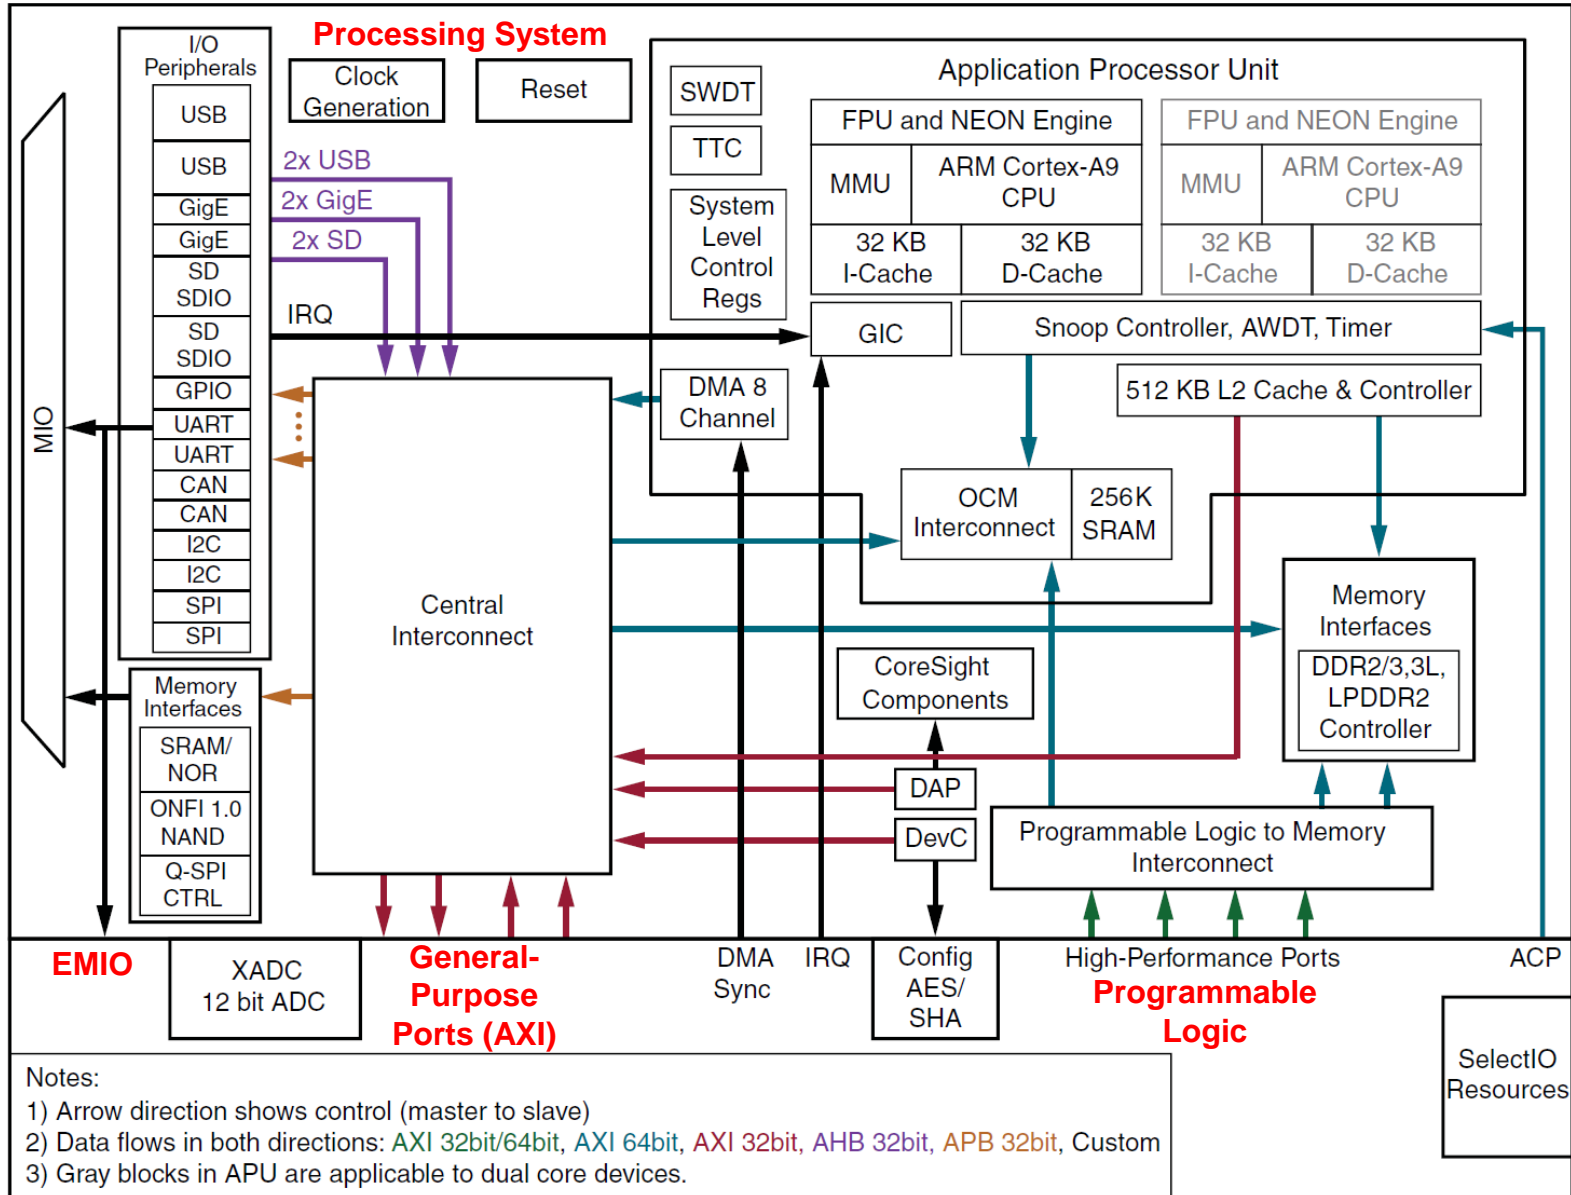 Processing System
I/O
Peripherals
USB
USB
GigE
GigE
SD
SDIO
SD
SDIO
GPIO
UART
UART
CAN
CAN
I2C
I2C
SPI
SPI
MIO
Clock
Generation
Reset
2x USB
2x GigE
2x SD
IRQ
Application Processor Unit
SWDT
TTC
System
Level
Control
Regs
FPU and NEON Engine
MMU
ARM Cortex-A9
CPU
32 KB
I-Cache
32 KB
D-Cache
FPU and NEON Engine
MMU
ARM Cortex-A9
CPU
32 KB
I-Cache
32 KB
D-Cache
GIC
Snoop Controller, AWDT, Timer
DMA 8
Channel
512 KB L2 Cache & Controller
OCM
Interconnect
256K
SRAM
Central
Interconnect
Memory
Interfaces
DDR2/3,3L,
LPDDR2
Controller
CoreSight
Components
DAP
DevC
Programmable Logic to Memory
Interconnect
Memory
Interfaces
SRAM/
NOR
ONFI 1.0
NAND
Q-SPI
CTRL
EMIO
XADC
12 bit ADC
General-
Purpose
Ports (AXI)
DMA
Sync
IRQ
Config
AES/
SHA
High-Performance Ports
Programmable
Logic
ACP
SelectIO
Resources
Notes:
1) Arrow direction shows control (master to slave)
2) Data flows in both directions: AXI 32bit/64bit, AXI 64bit, AXI 32bit, AHB 32bit, APB 32bit, Custom
3) Gray blocks in APU are applicable to dual core devices.